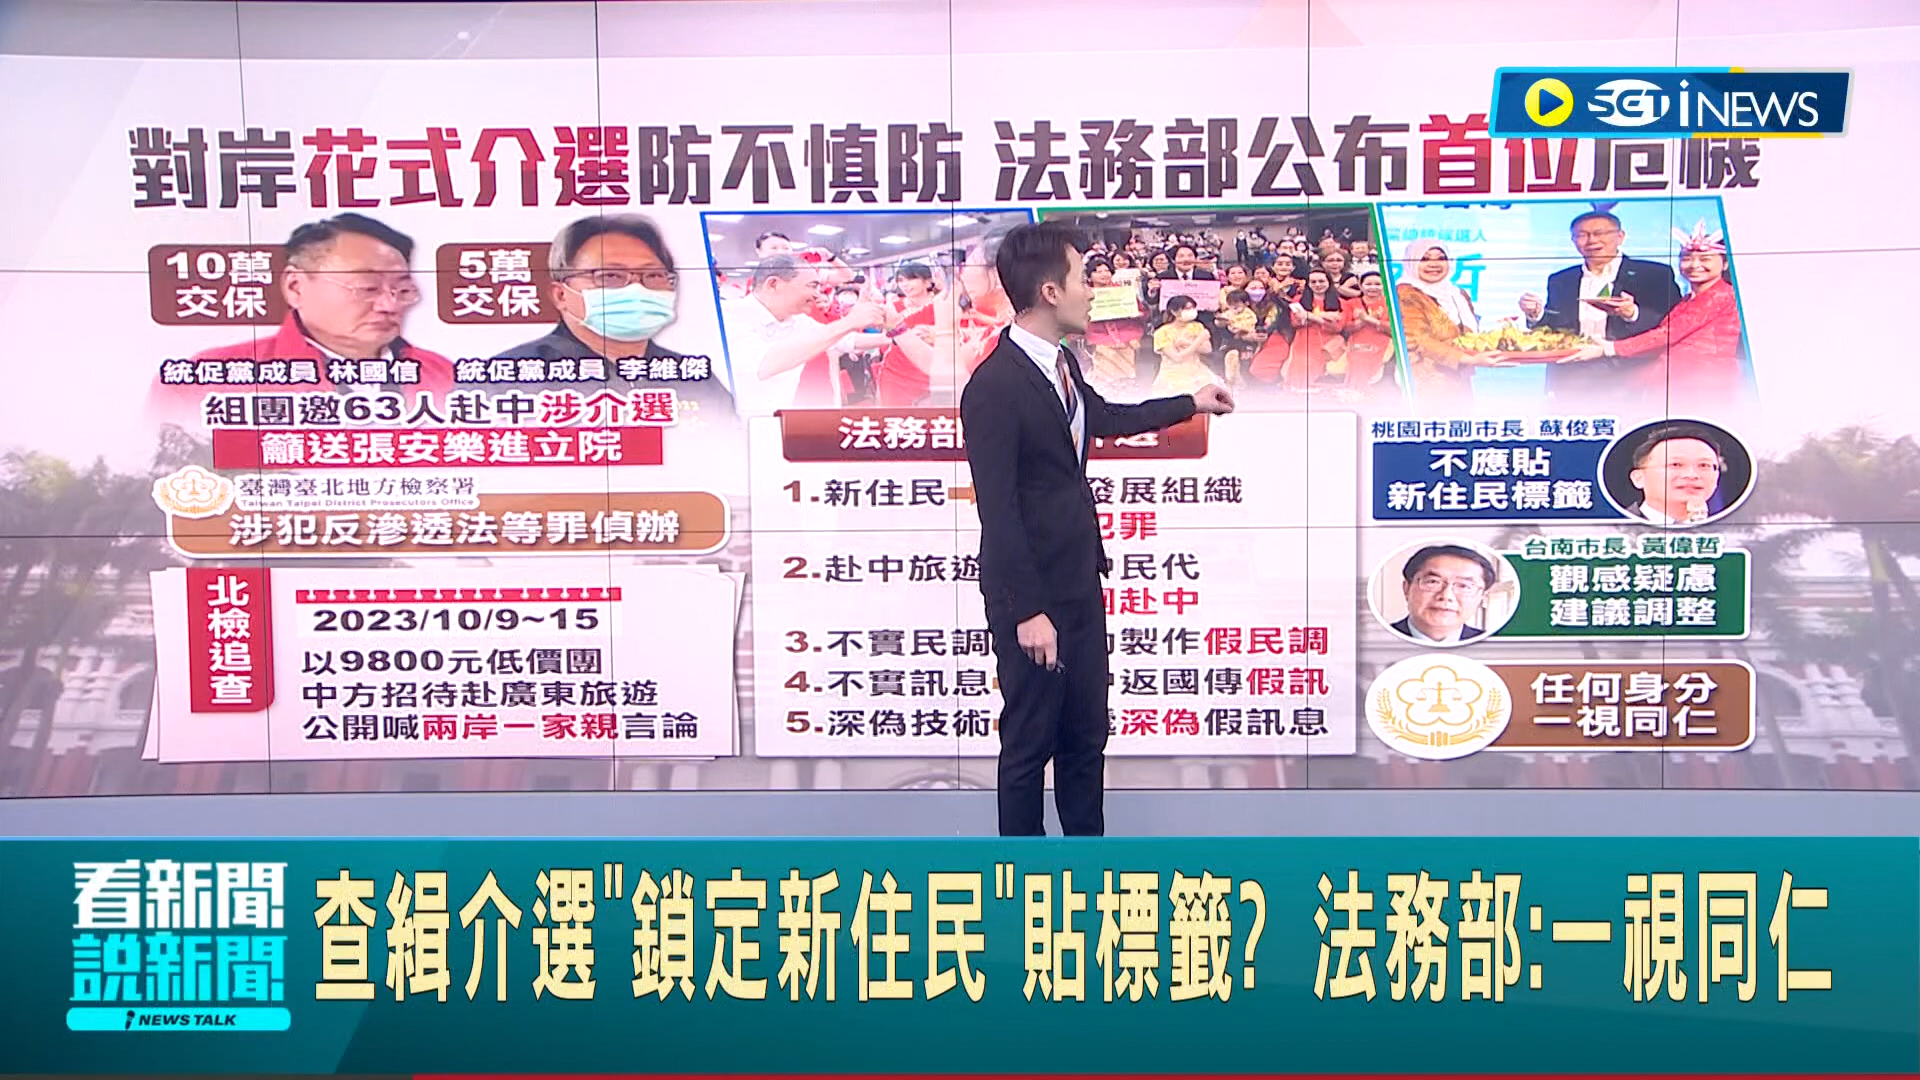 SET iNEWS
對岸花式介選防不慎防 法務部公布首位危機
10萬
交保
5萬
交保
統促黨成員 林國信
統促黨成員 李維傑
組團邀63人赴中涉介選
籲送張安樂進立院
臺灣臺北地方檢察署
Taiwan Taipei District Prosecutors Office
涉犯反滲透法等罪偵辦
北檢追查
2023/10/9~15
以9800元低價團
中方招待赴廣東旅遊
公開喊兩岸一家親言論
法務部
選
1.新住民
發展組織
犯罪
2.赴中旅遊
民代
赴中
3.不實民調
製作假民調
4.不實訊息
返國傳假訊
5.深偽技術
深偽假訊息
桃園市副市長 蘇俊賓
不應貼
新住民標籤
台南市長 黃偉哲
觀感疑慮
建議調整
任何身分
一視同仁
看新聞
說新聞
iNEWS TALK
查緝介選"鎖定新住民"貼標籤? 法務部:一視同仁